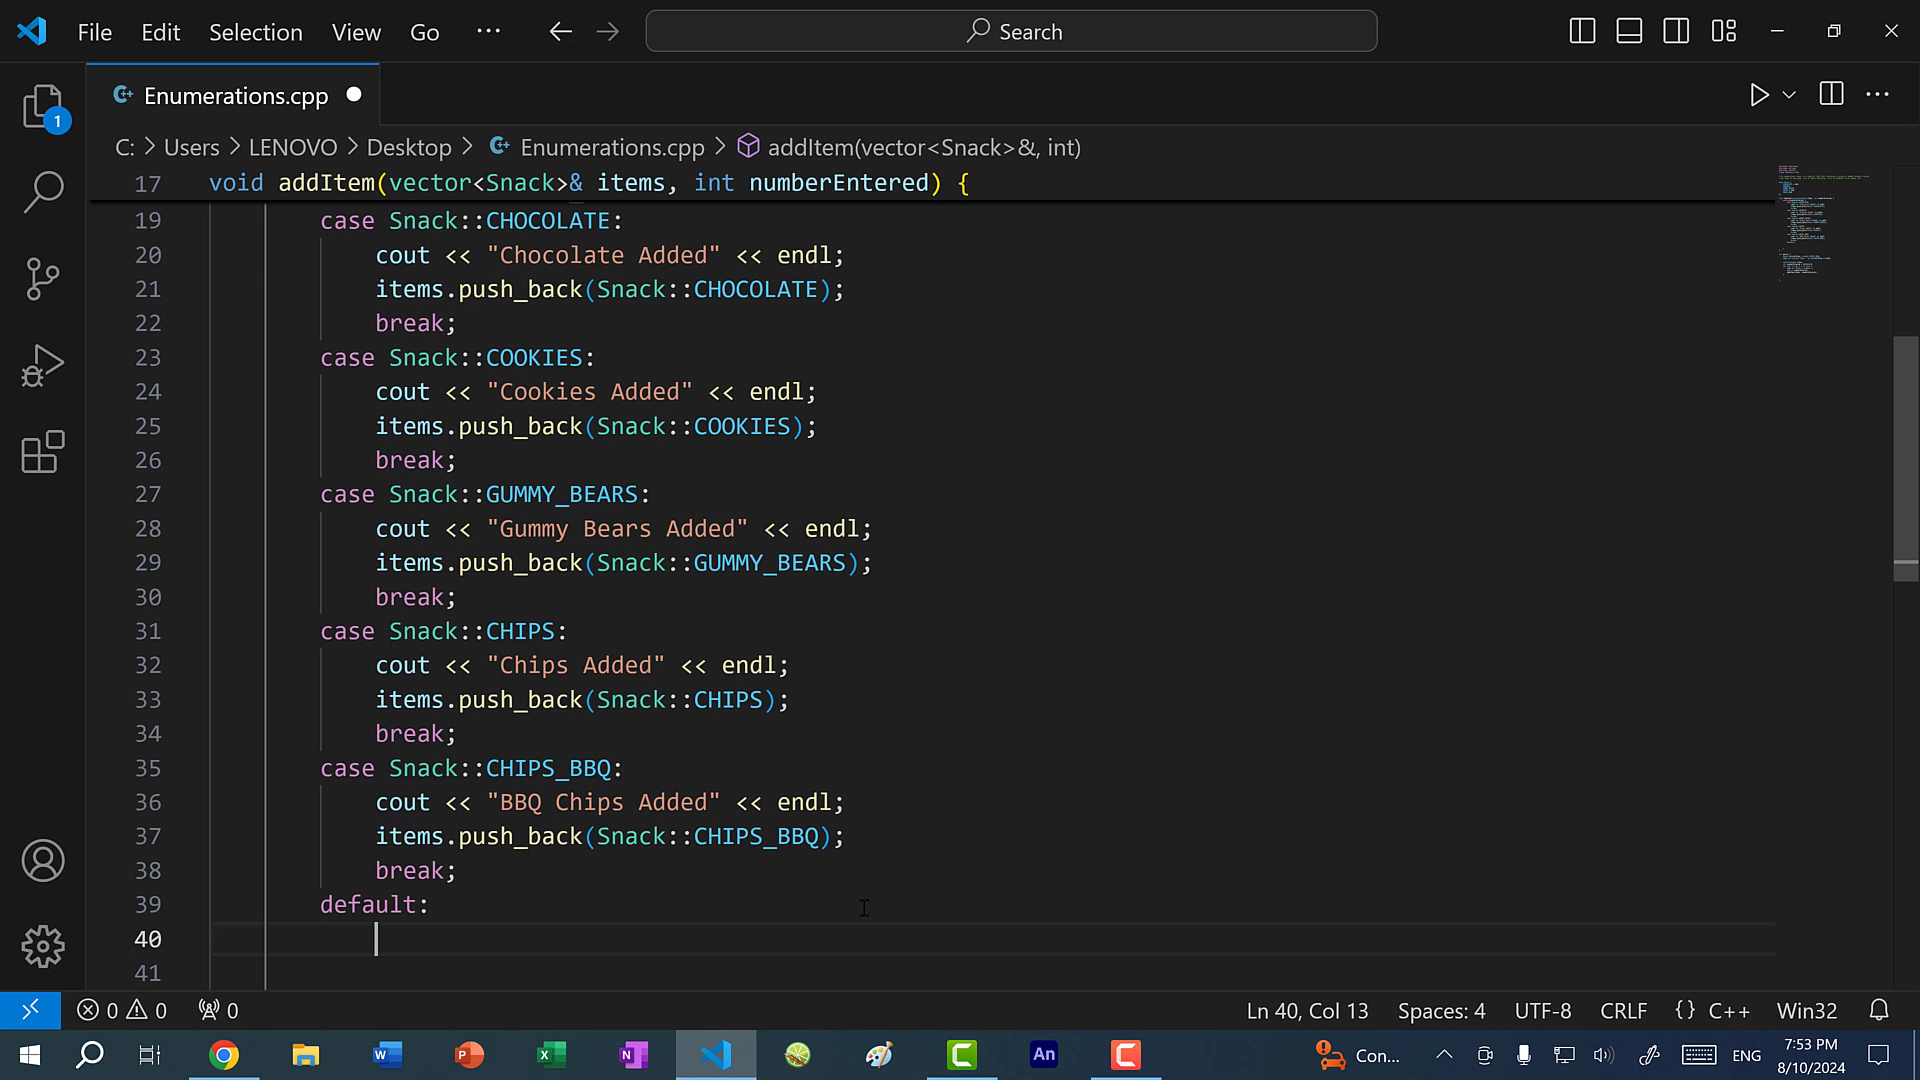 File Edit Selection View Go ··· Search
Enumerations.cpp
C: > Users > LENOVO > Desktop > Enumerations.cpp > addItem(vector<Snack>&, int)
17 void addItem(vector<Snack>& items, int numberEntered) {
19 case Snack::CHOCOLATE:
20 cout << "Chocolate Added" << endl;
21 items.push_back(Snack::CHOCOLATE);
22 break;
23 case Snack::COOKIES:
24 cout << "Cookies Added" << endl;
25 items.push_back(Snack::COOKIES);
26 break;
27 case Snack::GUMMY_BEARS:
28 cout << "Gummy Bears Added" << endl;
29 items.push_back(Snack::GUMMY_BEARS);
30 break;
31 case Snack::CHIPS:
32 cout << "Chips Added" << endl;
33 items.push_back(Snack::CHIPS);
34 break;
35 case Snack::CHIPS_BBQ:
36 cout << "BBQ Chips Added" << endl;
37 items.push_back(Snack::CHIPS_BBQ);
38 break;
39 default:
40
41
1
0 0 0 Ln 40, Col 13 Spaces: 4 UTF-8 CRLF {} C++ Win32
W P X N An Con... ENG 7:53 PM
8/10/2024